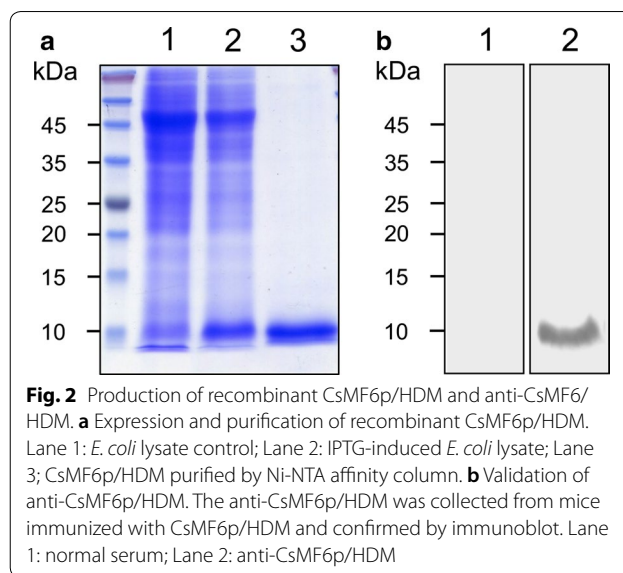 a 1 2 3
kDa
45
35
25
20
15
10
b 1 2
kDa
45
35
25
20
15
10
Fig. 2 Production of recombinant CsMF6p/HDM and anti-CsMF6/
HDM. a Expression and purification of recombinant CsMF6p/HDM.
Lane 1: E. coli lysate control; Lane 2: IPTG-induced E. coli lysate; Lane
3; CsMF6p/HDM purified by Ni-NTA affinity column. b Validation of
anti-CsMF6p/HDM. The anti-CsMF6p/HDM was collected from mice
immunized with CsMF6p/HDM and confirmed by immunoblot. Lane
1: normal serum; Lane 2: anti-CsMF6p/HDM